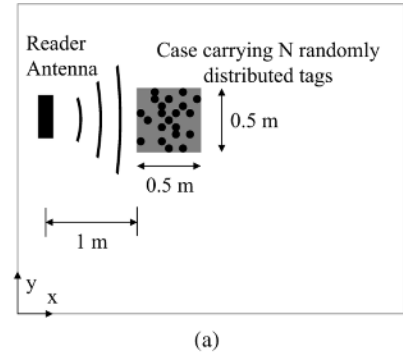 Reader
Antenna
Case carrying N randomly
distributed tags
0.5 m
0.5 m
1 m
y
x
(a)